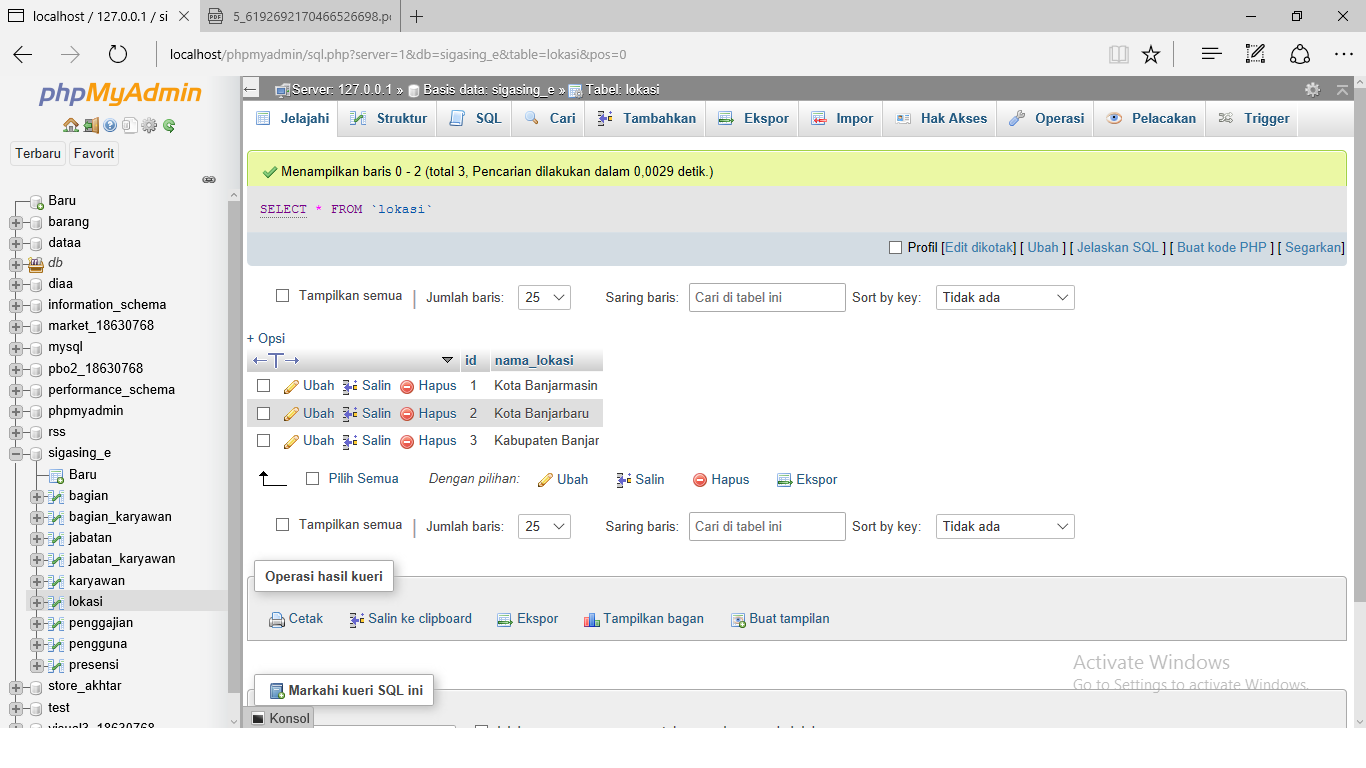 localhost / 127.0.0.1 / si
5_6192692170466526698.p
localhost/phpmyadmin/sql.php?server=1&db=sigasing_e&table=lokasi&pos=0
phpMyAdmin
Terbaru Favorit
Baru
barang
dataa
db
diaa
information_schema
market_18630768
mysql
pbo2_18630768
performance_schema
phpmyadmin
rss
sigasing_e
Baru
bagian
bagian_karyawan
jabatan
jabatan_karyawan
karyawan
lokasi
penggajian
pengguna
presensi
store_akhtar
test
visual3_18630768
Server: 127.0.0.1 » Basis data: sigasing_e » Tabel: lokasi
Jelajahi Struktur SQL Cari Tambahkan Ekspor Impor Hak Akses Operasi Pelacakan Trigger
Menampilkan baris 0 - 2 (total 3, Pencarian dilakukan dalam 0,0029 detik.)
SELECT * FROM `lokasi`
Profil [Edit dikotak] [ Ubah ] [ Jelaskan SQL ] [ Buat kode PHP ] [ Segarkan]
Tampilkan semua | Jumlah baris: 25 Saring baris: Cari di tabel ini Sort by key: Tidak ada
+ Opsi
←T→ id nama_lokasi
Ubah Salin Hapus 1 Kota Banjarmasin
Ubah Salin Hapus 2 Kota Banjarbaru
Ubah Salin Hapus 3 Kabupaten Banjar
Pilih Semua Dengan pilihan: Ubah Salin Hapus Ekspor
Tampilkan semua | Jumlah baris: 25 Saring baris: Cari di tabel ini Sort by key: Tidak ada
Operasi hasil kueri
Cetak Salin ke clipboard Ekspor Tampilkan bagan Buat tampilan
Markahi kueri SQL ini
Konsol
Activate Windows
Go to Settings to activate Windows.